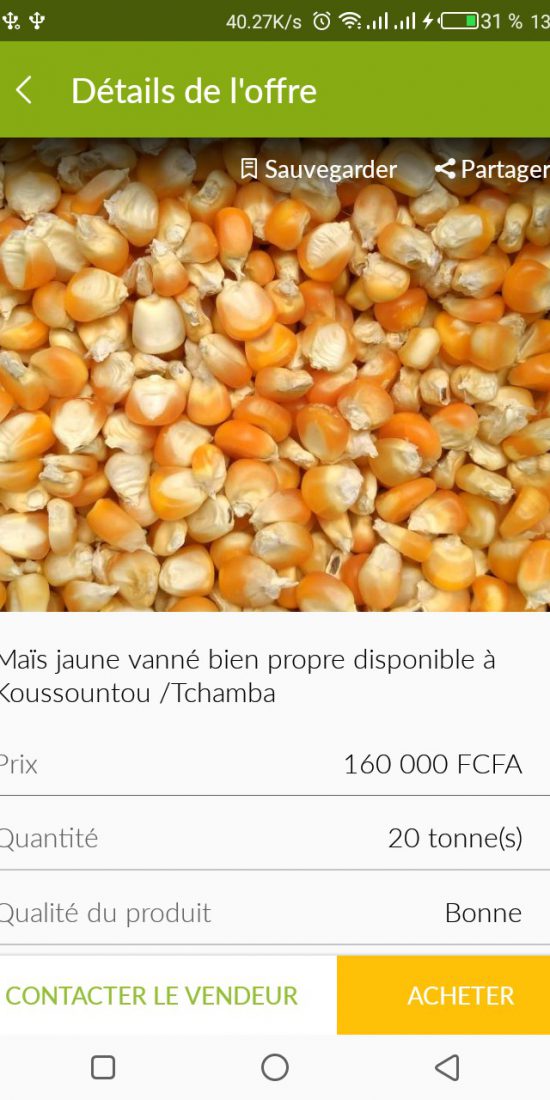 40.27K/s 31 % 13
Détails de l'offre
Sauvegarder Partager
Maïs jaune vanné bien propre disponible à
Koussountou /Tchamba
Prix 160 000 FCFA
Quantité 20 tonne(s)
Qualité du produit Bonne
CONTACTER LE VENDEUR ACHETER